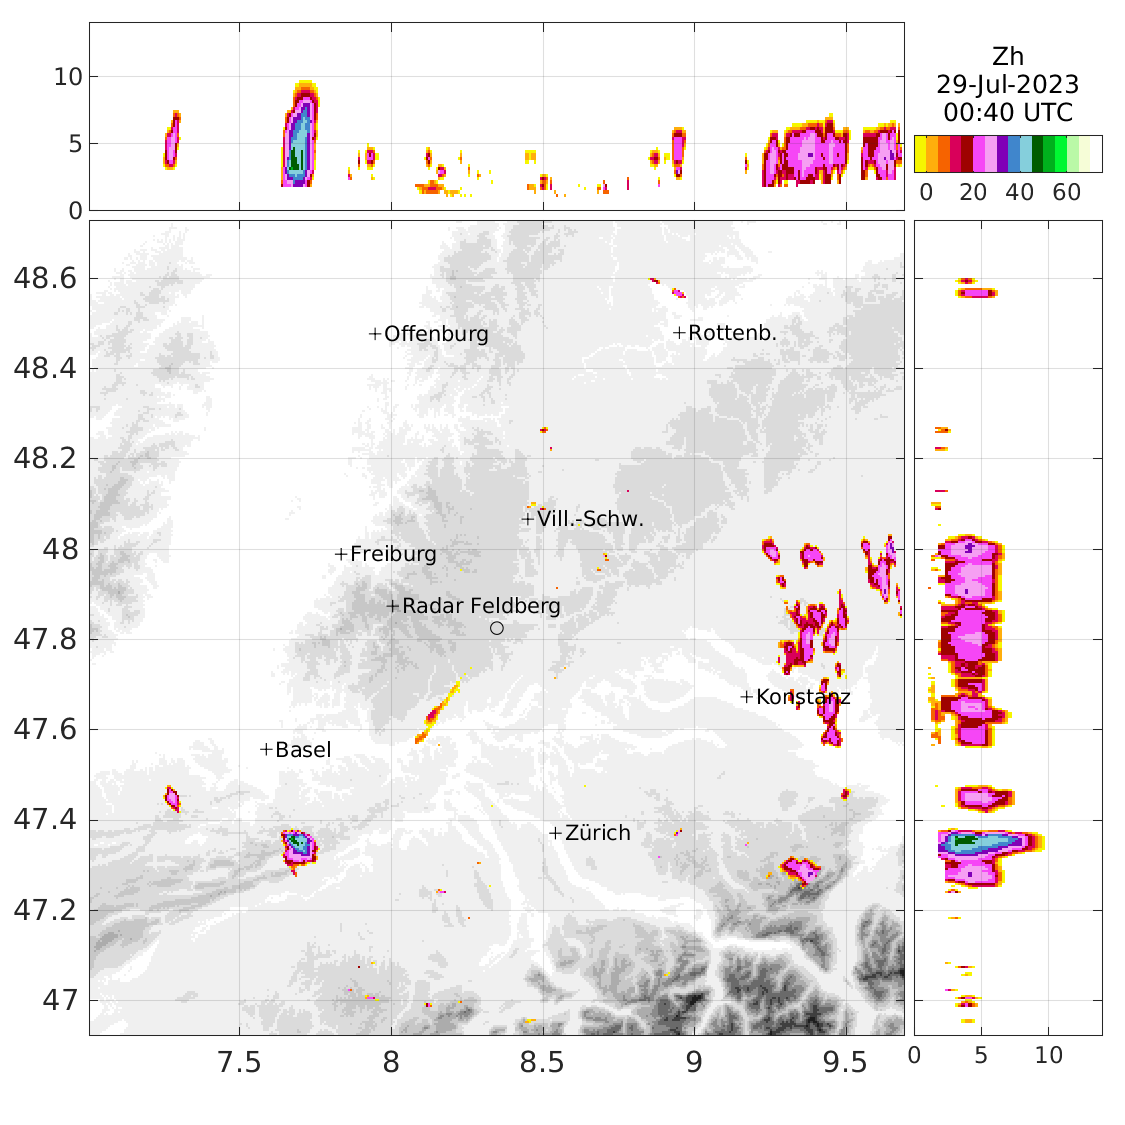 10
5
0
Zh
29-Jul-2023
00:40 UTC
0 20 40 60
48.6
48.4
48.2
48
47.8
47.6
47.4
47.2
47
+Offenburg
+Rottenb.
+Vill.-Schw.
+Freiburg
+Radar Feldberg
+Konstanz
+Basel
+Zürich
7.5 8 8.5 9 9.5
0 5 10